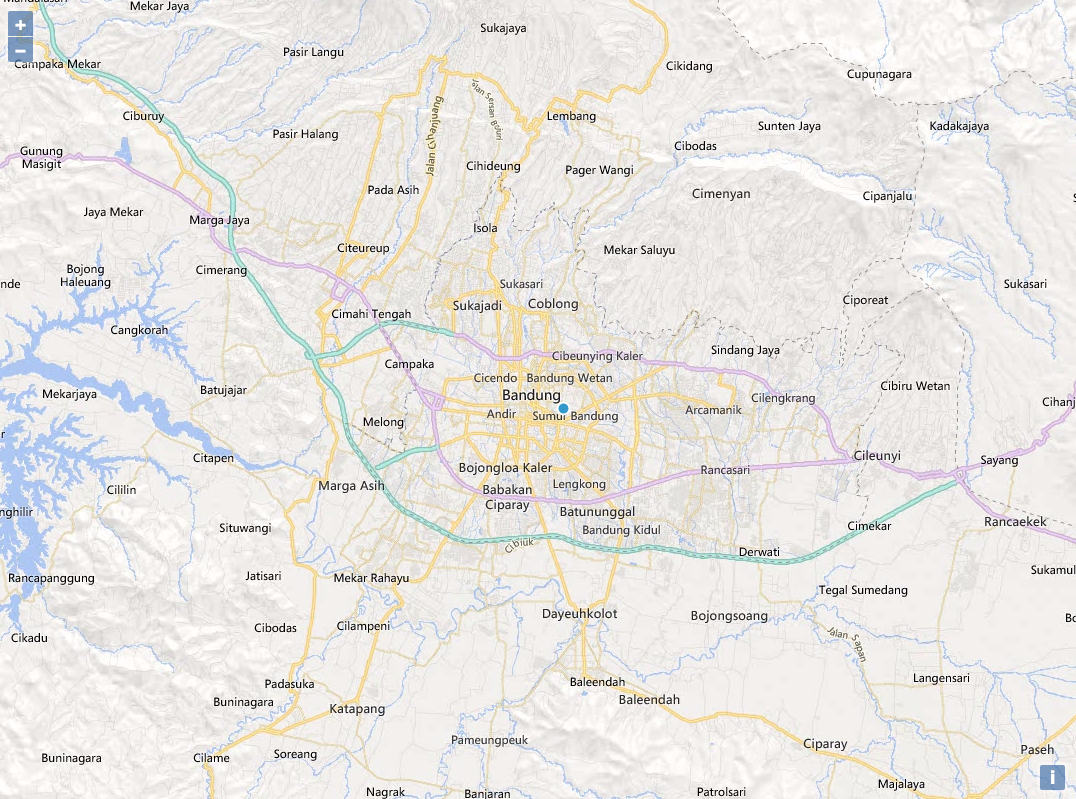 Mandalasari
Mekar Jaya
+
−
Sukajaya
Pasir Langu
Campaka Mekar
Cikidang
Cupunagara
Ciburuy
Pasir Halang
Lembang
Sunten Jaya
Kadakajaya
Jalan Cihanjuang
Gunung
Masigit
Cihideung
Cibodas
Pager Wangi
Pada Asih
Cimenyan
Cipanjalu
Jaya Mekar
Marga Jaya
Isola
Citeureup
Mekar Saluyu
Cimerang
Bojong
Haleuang
nde
Sukasari
Sukasari
Sukajadi
Coblong
Ciporeat
Cimahi Tengah
Cangkorah
Sindang Jaya
Campaka
Cibeunying Kaler
Cicendo
Bandung Wetan
Batujajar
Mekarjaya
Bandung
Cibiru Wetan
Cilengkrang
Cihanj
Melong
Andir
Sumur Bandung
Arcamanik
Citapen
Bojongloa Kaler
Rancasari
Cileunyi
Sayang
Cililin
Marga Asih
Babakan
Ciparay
Lengkong
nghilir
Batununggal
Situwangi
Bandung Kidul
Cimekar
Rancaekek
Cibiuk
Derwati
Rancapanggung
Jatisari
Mekar Rahayu
Sukamul
Tegal Sumedang
Cikadu
Cibodas
Cilampeni
Dayeuhkolot
Bojongsoang
Bo
Jalan Sapan
Padasuka
Baleendah
Langensari
Buninagara
Katapang
Baleendah
Pameungpeuk
Ciparay
Paseh
Buninagara
Cilame
Soreang
i
Nagrak
Banjaran
Patrolsari
Majalaya